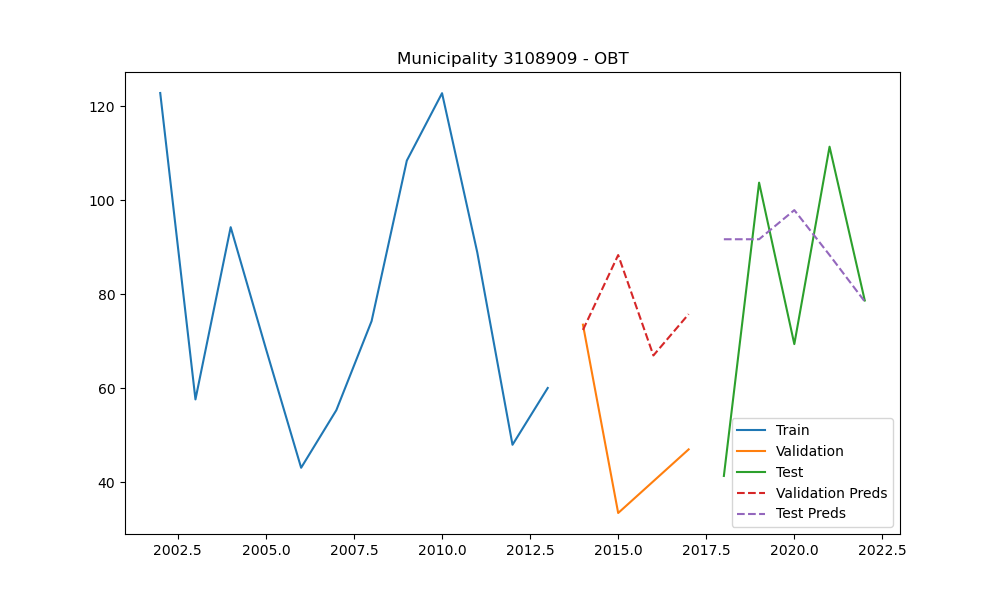 Municipality 3108909 - OBT
120
100
80
60
40
2002.5 2005.0 2007.5 2010.0 2012.5 2015.0 2017.5 2020.0 2022.5
Train
Validation
Test
Validation Preds
Test Preds